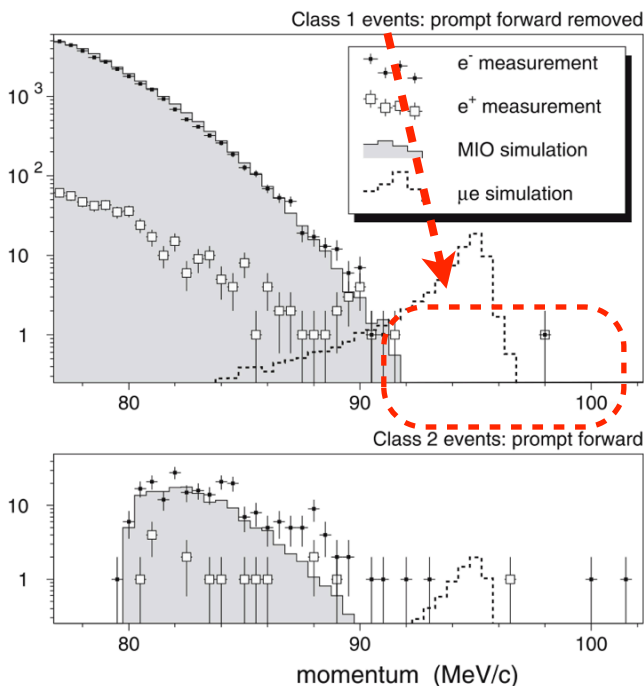 Class 1 events: prompt forward removed
10³
10²
10
1
e⁻ measurement
e⁺ measurement
MIO simulation
μe simulation
80
90
100
Class 2 events: prompt forward
10
1
80
90
100
momentum (MeV/c)